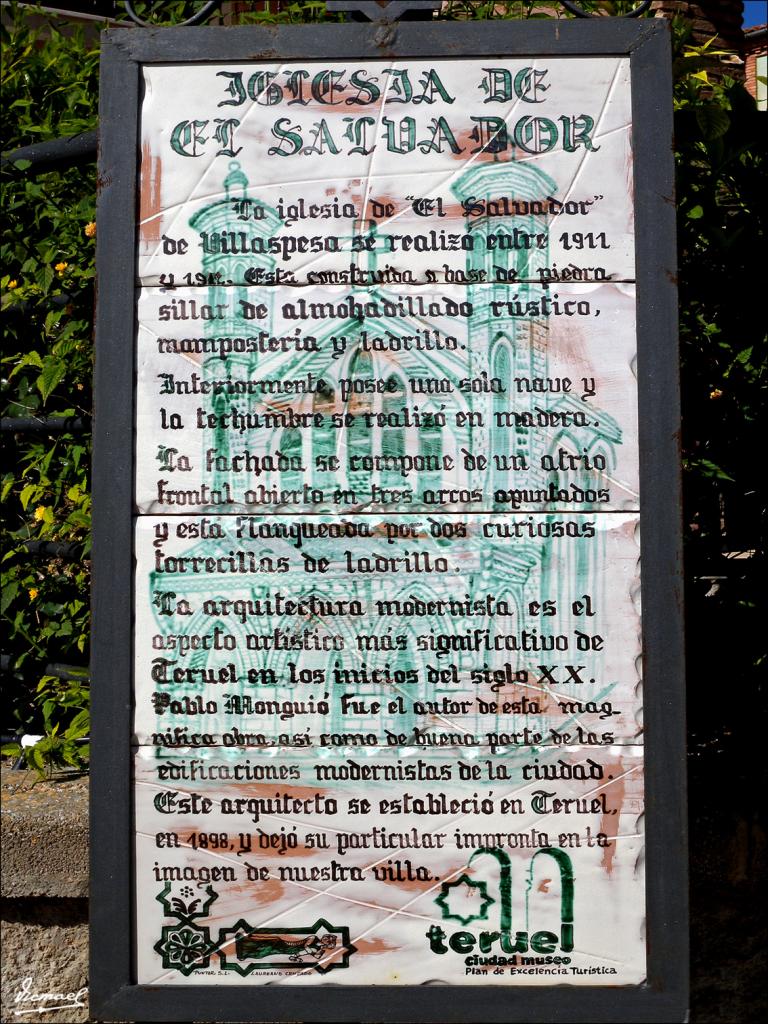 IGLESIA DE
EL SALVADOR
La iglesia de "El Salvador"
de Villaspesa se realizó entre 1911
y 1912. Está construida a base de piedra
sillar de almohadillado rústico,
mampostería y ladrillo.
Interiormente, posee una sola nave y
la techumbre se realizó en madera.
La fachada se compone de un atrio
frontal abierto en tres arcos apuntados
y está flanqueada por dos curiosas
torrecillas de ladrillo.
La arquitectura modernista es el
aspecto artístico más significativo de
Teruel en los inicios del siglo XX.
Pablo Monguió fue el autor de esta mag-
nífica obra, así como de buena parte de las
edificaciones modernistas de la ciudad.
Este arquitecto se estableció en Teruel,
en 1898, y dejó su particular impronta en la
imagen de nuestra villa.
teruel
ciudad museo
Plan de Excelencia Turística
PUNTER S.L. LAUREANO
Vicmael